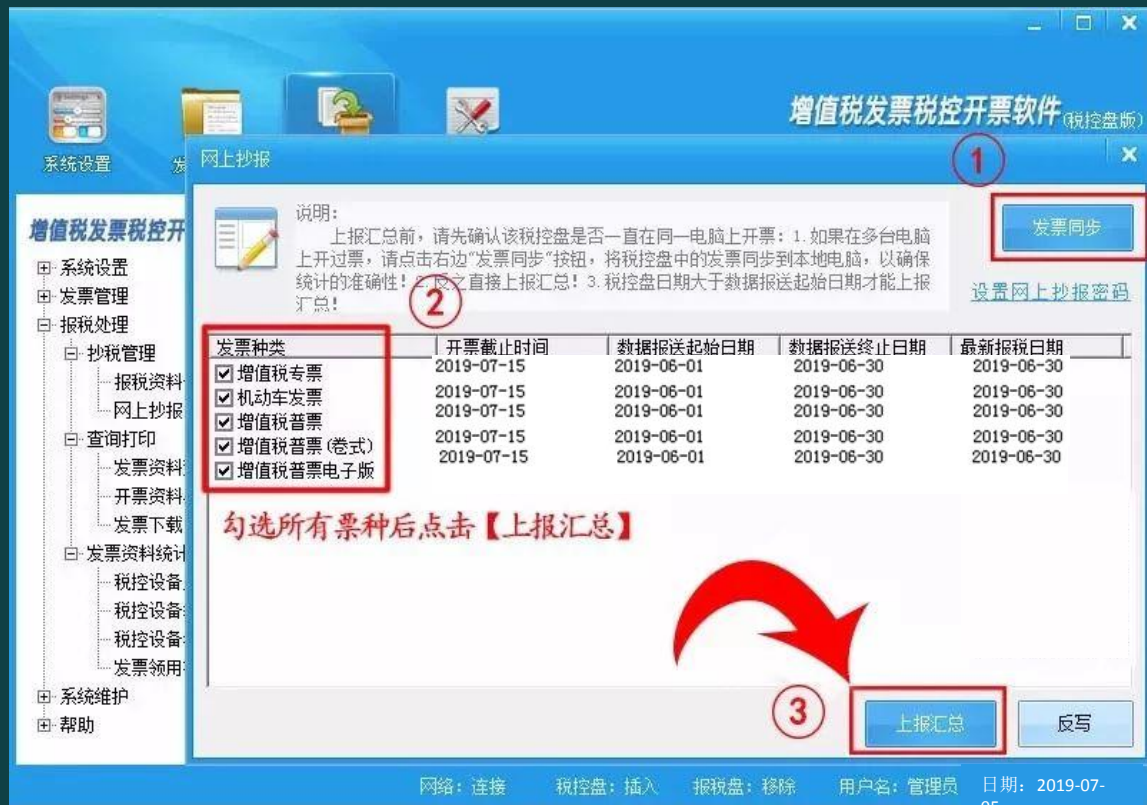 增值税发票税控开票软件(税控盘版)
系统设置
网上抄报
①
增值税发票税控开
系统设置
发票管理
报税处理
抄税管理
报税资料
网上抄报
查询打印
发票资料
开票资料
发票下载
发票资料统计
税控设备
税控设备
税控设备
发票领用
系统维护
帮助
说明:
上报汇总前,请先确认该税控盘是否一直在同一电脑上开票:1.如果在多台电脑
上开过票,请点击右边"发票同步"按钮,将税控盘中的发票同步到本地电脑,以确保
统计的准确性!2.反之直接上报汇总!3.税控盘日期大于数据报送起始日期才能上报
汇总!
发票同步
设置网上抄报密码
②
发票种类 开票截止时间 数据报送起始日期 数据报送终止日期 最新报税日期
增值税专票 2019-07-15 2019-06-01 2019-06-30 2019-06-30
机动车发票 2019-07-15 2019-06-01 2019-06-30 2019-06-30
增值税普票 2019-07-15 2019-06-01 2019-06-30 2019-06-30
增值税普票(卷式) 2019-07-15 2019-06-01 2019-06-30 2019-06-30
增值税普票电子版 2019-07-15 2019-06-01 2019-06-30 2019-06-30
勾选所有票种后点击【上报汇总】
③
上报汇总
反写
网络:连接 税控盘:插入 报税盘:移除 用户名:管理员 日期:2019-07-